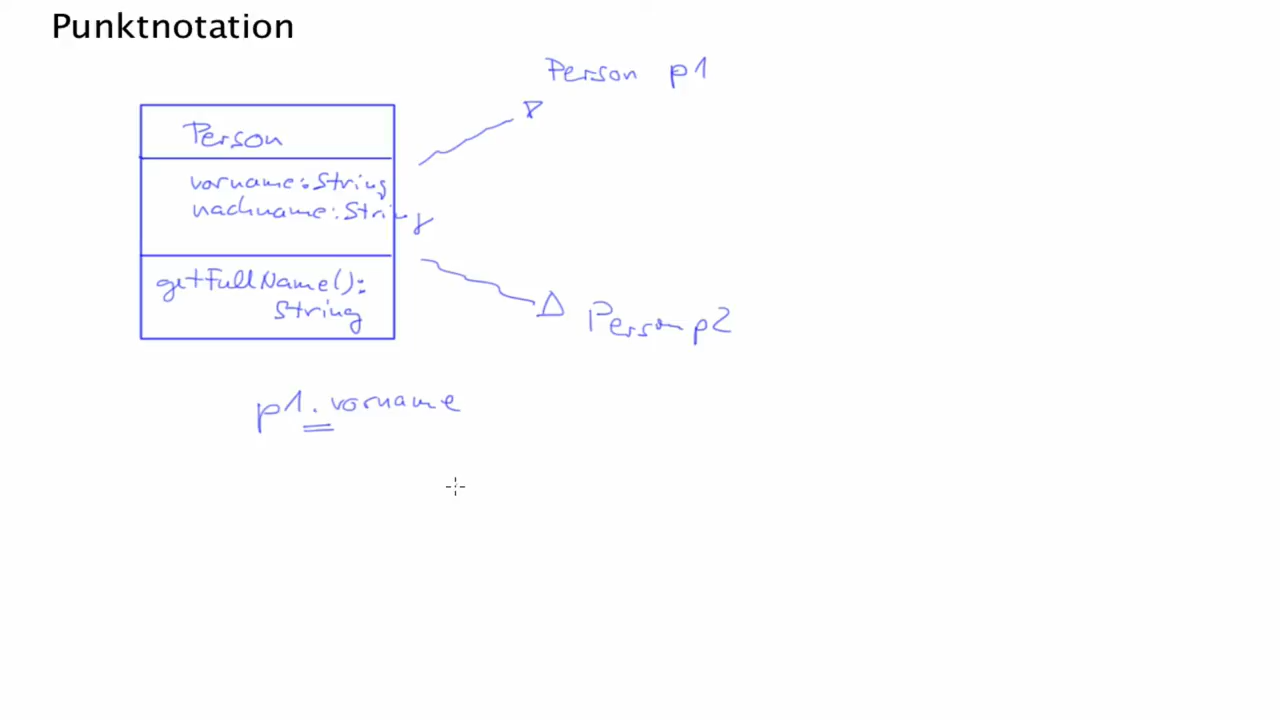 Punktnotation
Person p1
Person
vorname: String
nachname: String
getFullName():
String
Person p2
p1.vorname